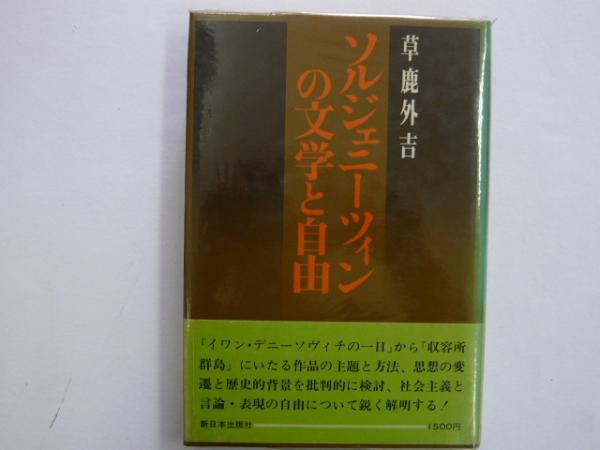 草鹿外吉
ソルジェニーツィン
の文学と自由
『イワン・デニーソヴィチの一日』から『収容所
群島』にいたる作品の主題と方法、思想の変
遷と歴史的背景を批判的に検討、社会主義と
言論・表現の自由について鋭く解明する!
新日本出版社 1500円